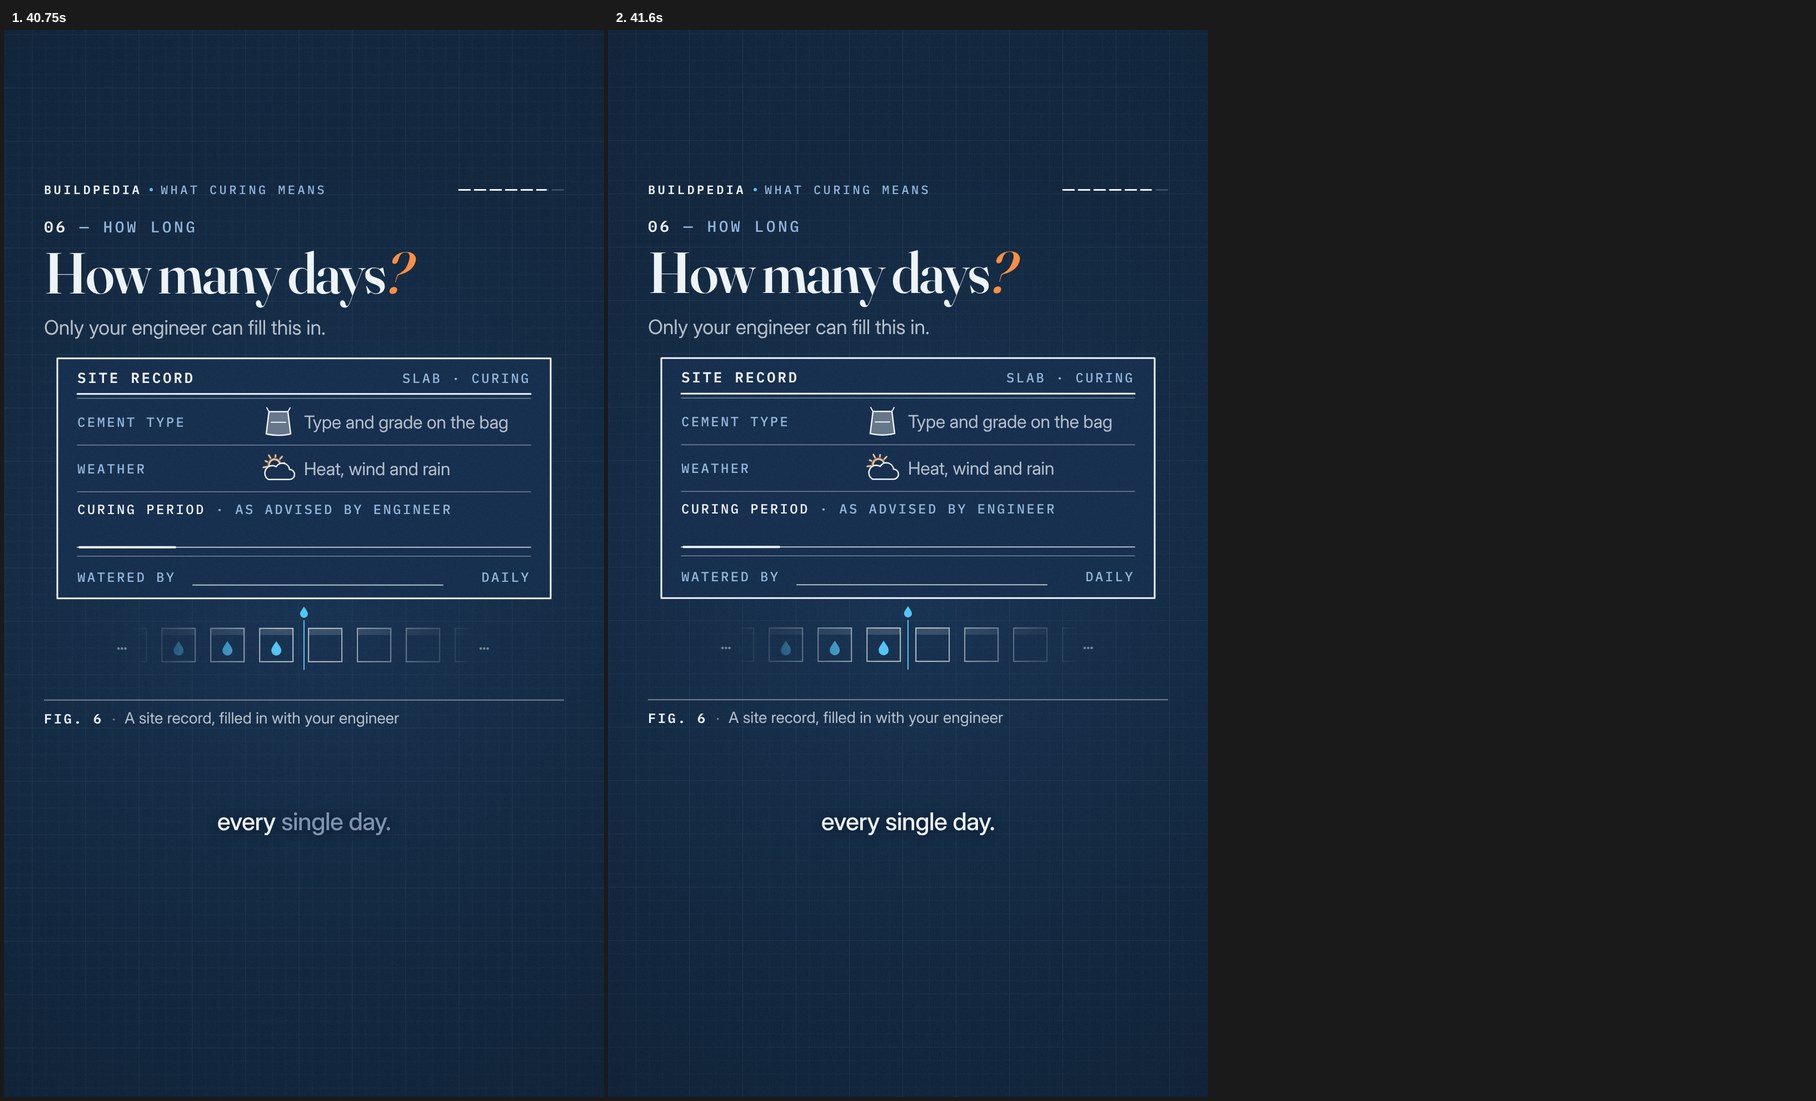 1. 40.75s
BUILDPEDIA • WHAT CURING MEANS
06 — HOW LONG
How many days?
Only your engineer can fill this in.
SITE RECORD SLAB · CURING
CEMENT TYPE Type and grade on the bag
WEATHER Heat, wind and rain
CURING PERIOD · AS ADVISED BY ENGINEER
WATERED BY DAILY
... ...
FIG. 6 · A site record, filled in with your engineer
every single day.
2. 41.6s
BUILDPEDIA • WHAT CURING MEANS
06 — HOW LONG
How many days?
Only your engineer can fill this in.
SITE RECORD SLAB · CURING
CEMENT TYPE Type and grade on the bag
WEATHER Heat, wind and rain
CURING PERIOD · AS ADVISED BY ENGINEER
WATERED BY DAILY
... ...
FIG. 6 · A site record, filled in with your engineer
every single day.